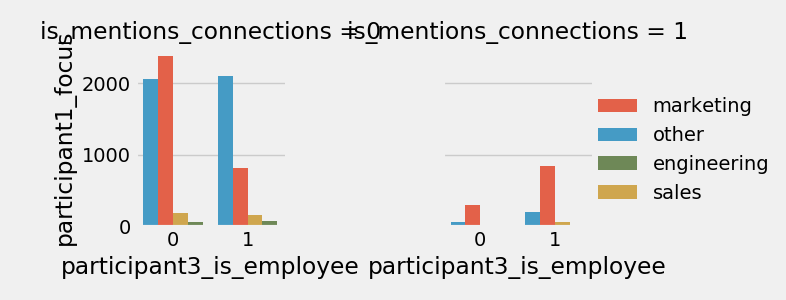 is_mentions_connections = 0
is_mentions_connections = 1
participant1_focus
2000
1000
0
0 1
0 1
participant3_is_employee
participant3_is_employee
marketing
other
engineering
sales